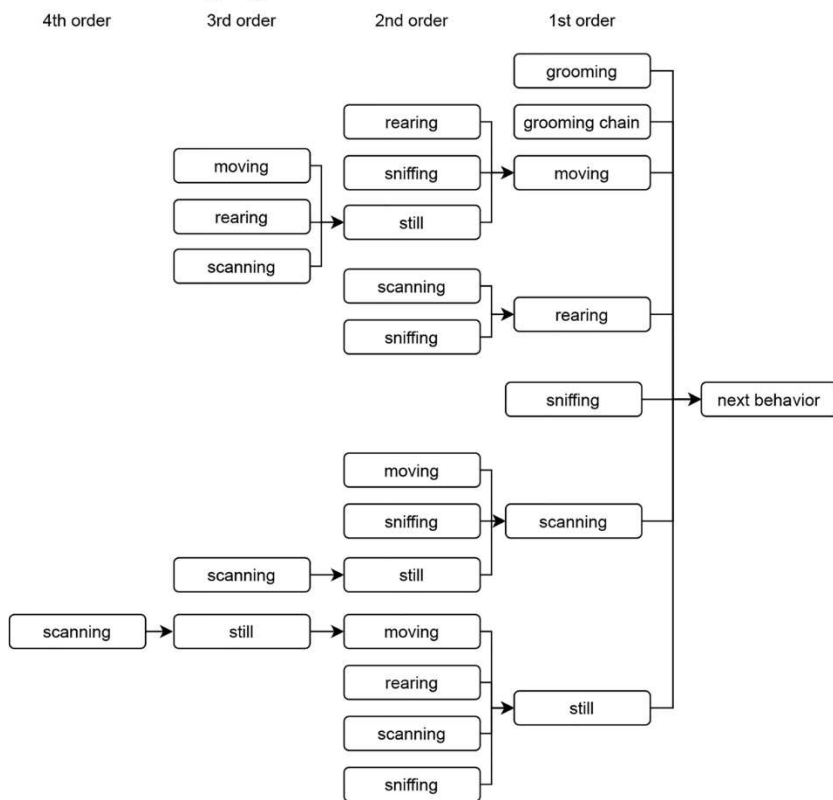 4th order 3rd order 2nd order 1st order
grooming
rearing grooming chain
moving sniffing moving
rearing still
scanning scanning
sniffing rearing
sniffing next behavior
moving
sniffing scanning
scanning still
scanning still moving
rearing
scanning still
sniffing